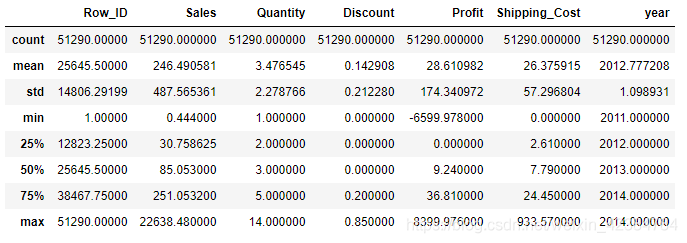 Row_ID Sales Quantity Discount Profit Shipping_Cost year
count 51290.00000 51290.000000 51290.000000 51290.000000 51290.000000 51290.000000 51290.000000
mean 25645.50000 246.490581 3.476545 0.142908 28.610982 26.375915 2012.777208
std 14806.29199 487.565361 2.278766 0.212280 174.340972 57.296804 1.098931
min 1.00000 0.444000 1.000000 0.000000 -6599.978000 0.000000 2011.000000
25% 12823.25000 30.758625 2.000000 0.000000 0.000000 2.610000 2012.000000
50% 25645.50000 85.053000 3.000000 0.000000 9.240000 7.790000 2013.000000
75% 38467.75000 251.053200 5.000000 0.200000 36.810000 24.450000 2014.000000
max 51290.00000 22638.480000 14.000000 0.850000 8399.976000 933.570000 2014.000000